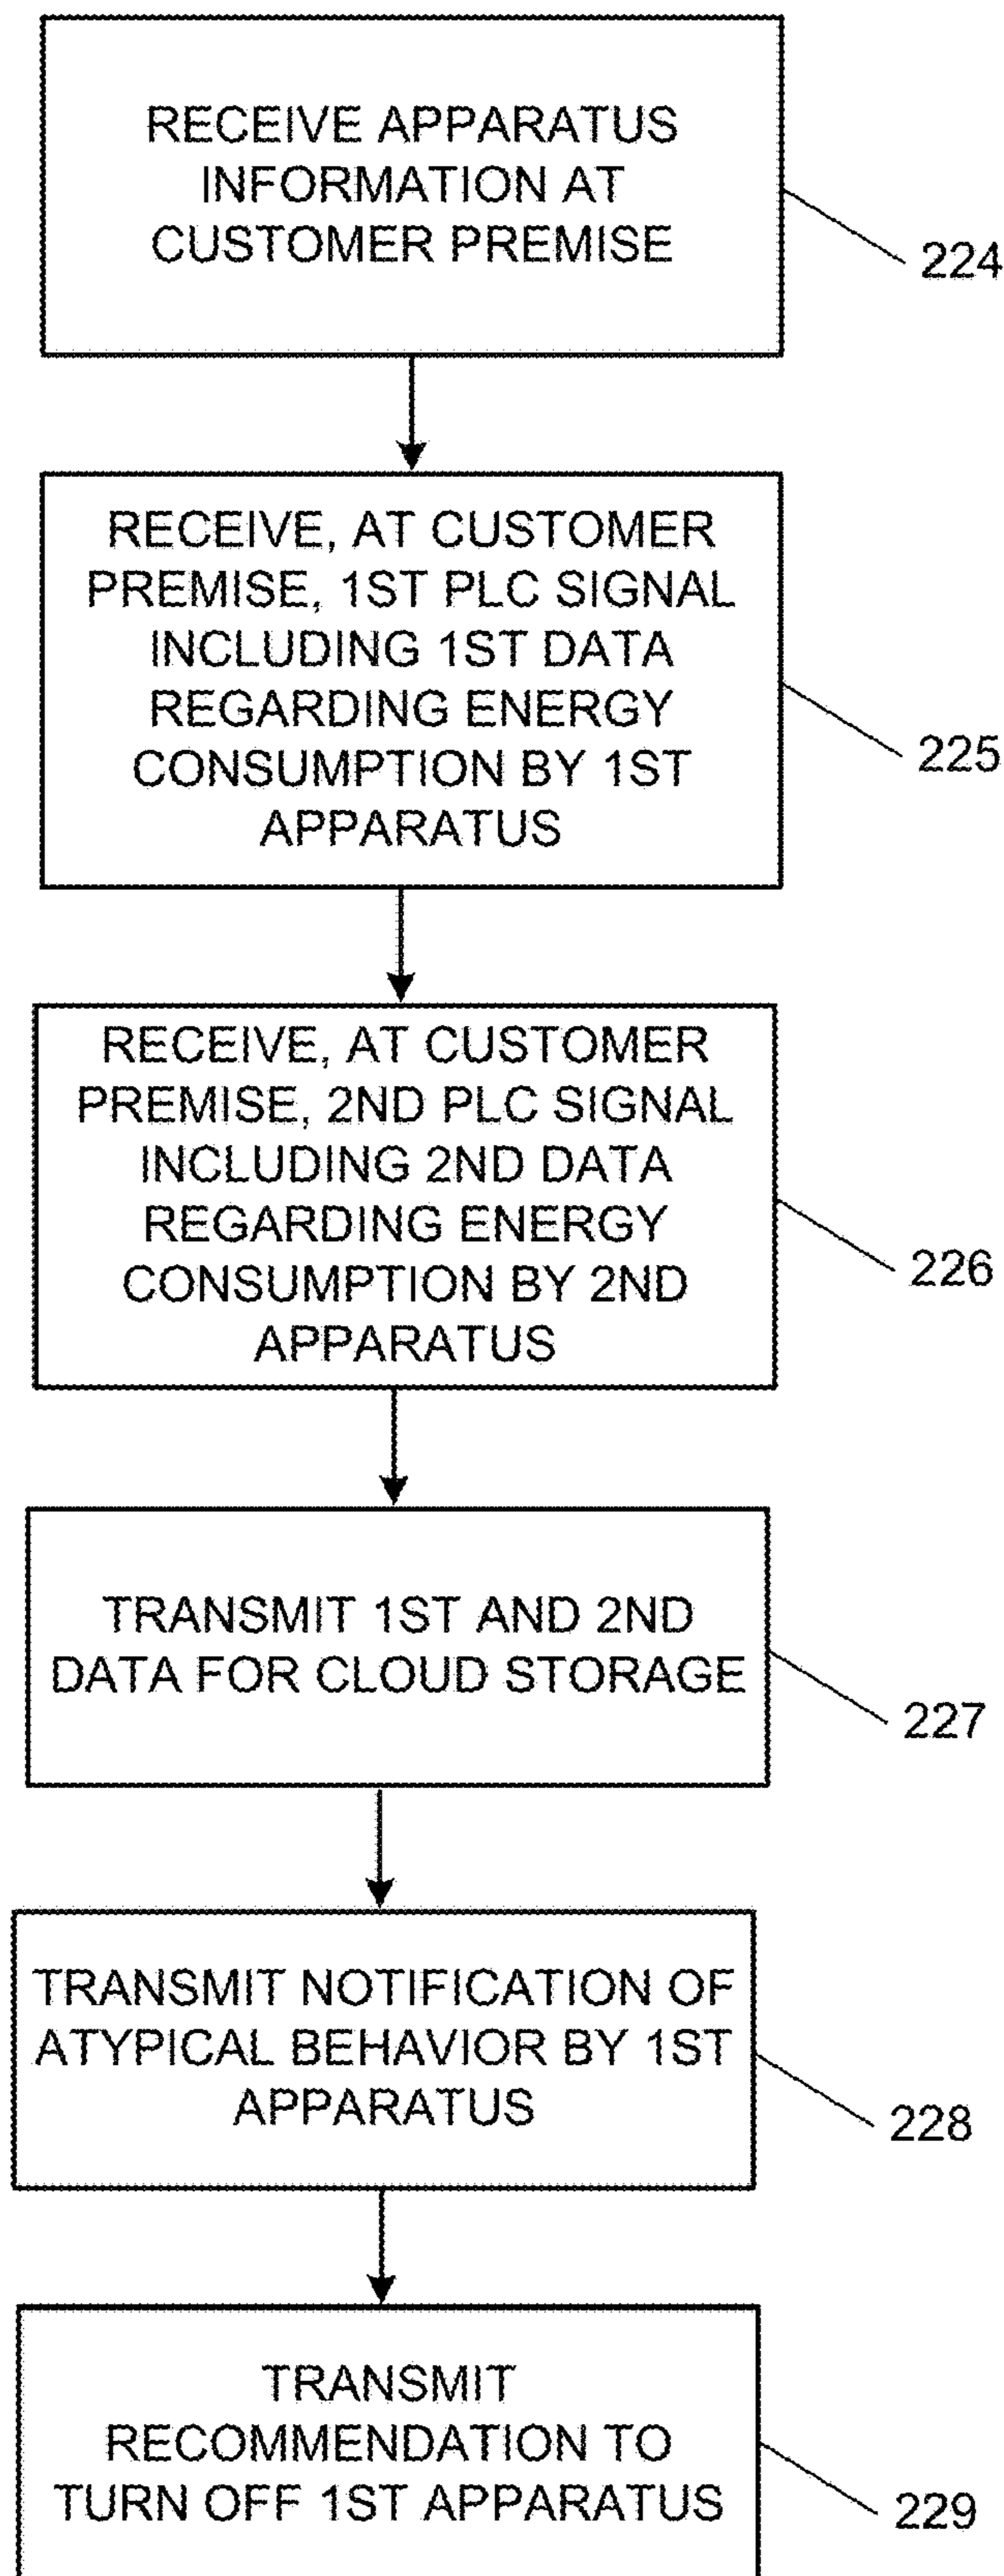 RECEIVE APPARATUS
INFORMATION AT
CUSTOMER PREMISE
224
RECEIVE, AT CUSTOMER
PREMISE, 1ST PLC SIGNAL
INCLUDING 1ST DATA
REGARDING ENERGY
CONSUMPTION BY 1ST
APPARATUS
225
RECEIVE, AT CUSTOMER
PREMISE, 2ND PLC SIGNAL
INCLUDING 2ND DATA
REGARDING ENERGY
CONSUMPTION BY 2ND
APPARATUS
226
TRANSMIT 1ST AND 2ND
DATA FOR CLOUD STORAGE
227
TRANSMIT NOTIFICATION OF
ATYPICAL BEHAVIOR BY 1ST
APPARATUS
228
TRANSMIT
RECOMMENDATION TO
TURN OFF 1ST APPARATUS
229